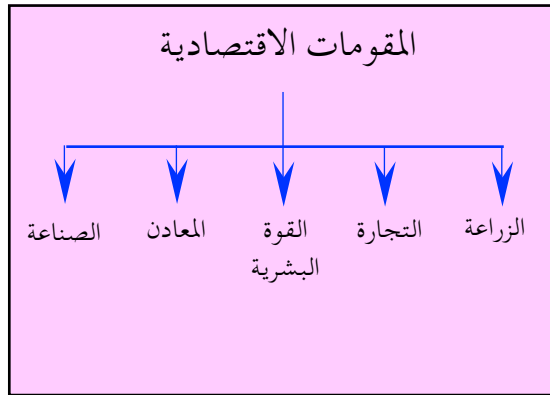 المقومات الاقتصادية
الزراعة
التجارة
القوة
البشرية
المعادن
الصناعة